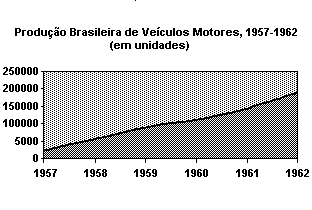 Produção Brasileira de Veículos Motores, 1957-1962
(em unidades)
250000
200000
150000
100000
50000
0
1957 1958 1959 1960 1961 1962